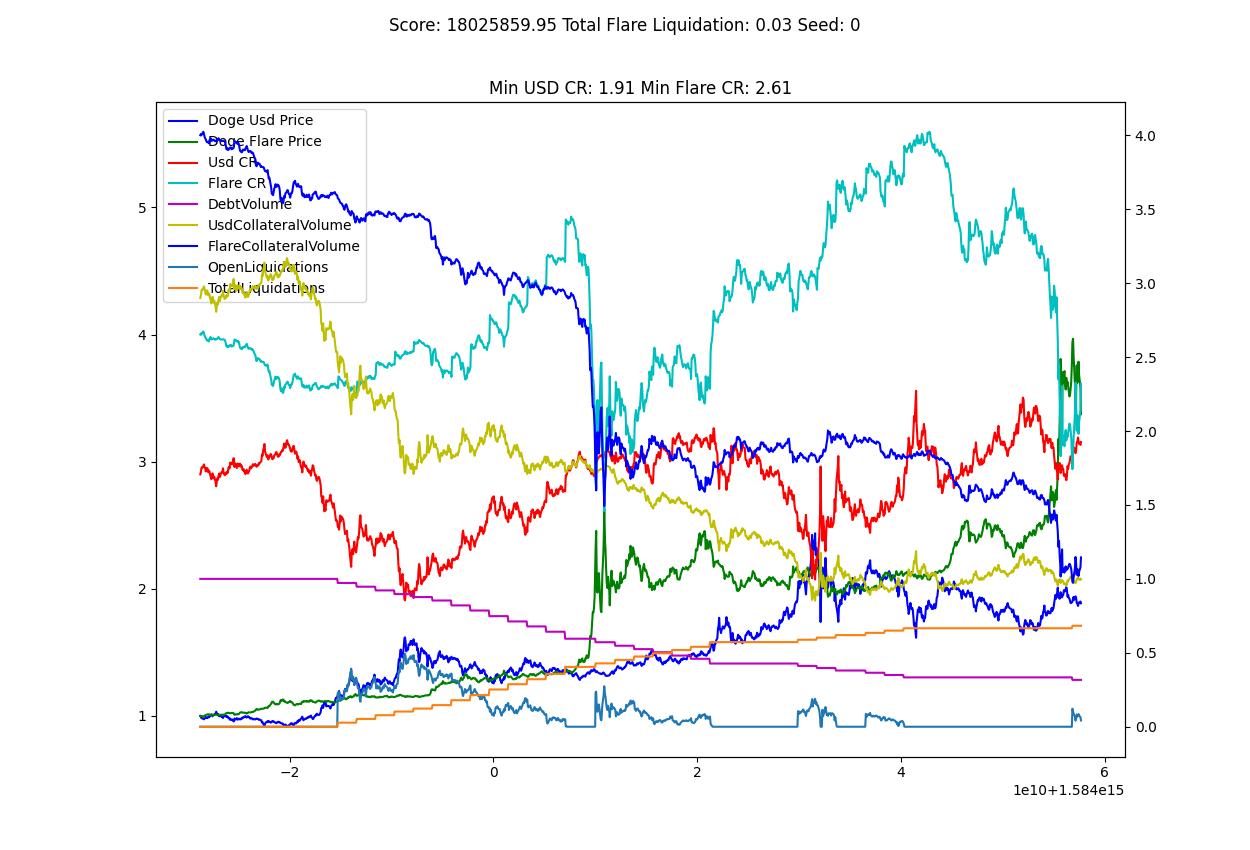 Score: 18025859.95 Total Flare Liquidation: 0.03 Seed: 0
Min USD CR: 1.91 Min Flare CR: 2.61
Doge Usd Price
Doge Flare Price
Usd CR
Flare CR
DebtVolume
UsdCollateralVolume
FlareCollateralVolume
OpenLiquidations
TotalLiquidations
5
4
3
2
1
4.0
3.5
3.0
2.5
2.0
1.5
1.0
0.5
0.0
−2
0
2
4
6
1e10+1.584e15